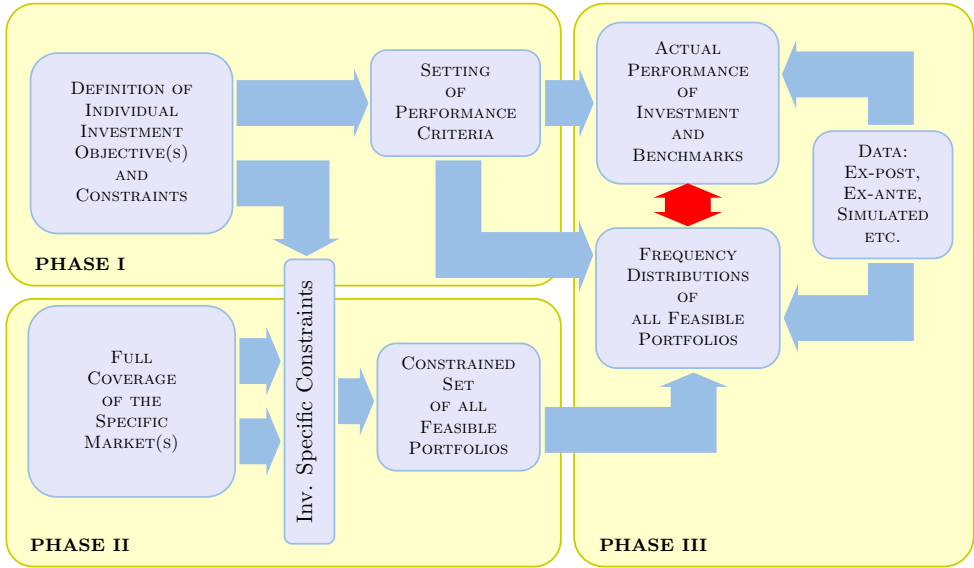 Definition of
Individual
Investment
Objective(s)
and
Constraints
Setting
of
Performance
Criteria
PHASE I
Full
Coverage
of the
Specific
Market(s)
Inv. Specific Constraints
Constrained
Set
of all
Feasible
Portfolios
PHASE II
Actual
Performance
of
Investment
and
Benchmarks
Data:
Ex-post,
Ex-ante,
Simulated
etc.
Frequency
Distributions
of
all Feasible
Portfolios
PHASE III